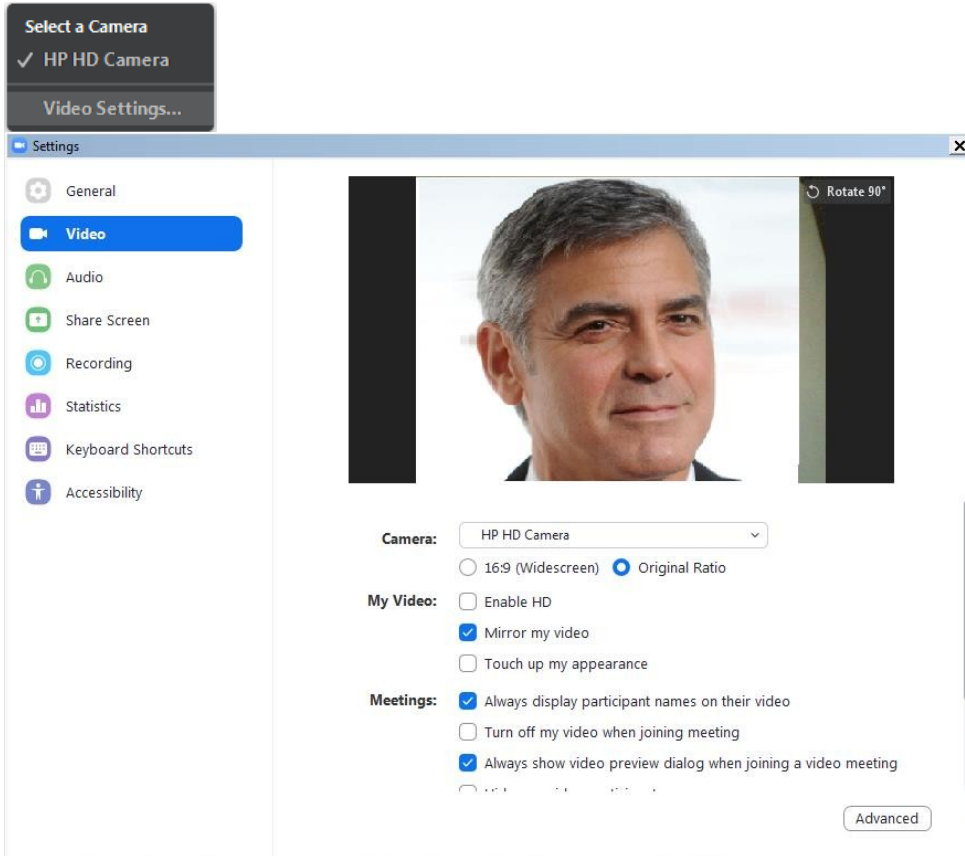 Select a Camera
✓ HP HD Camera
Video Settings...
Settings
General
Video
Audio
Share Screen
Recording
Statistics
Keyboard Shortcuts
Accessibility
Rotate 90°
Camera:
HP HD Camera
16:9 (Widescreen) Original Ratio
My Video:
Enable HD
Mirror my video
Touch up my appearance
Meetings:
Always display participant names on their video
Turn off my video when joining meeting
Always show video preview dialog when joining a video meeting
Advanced